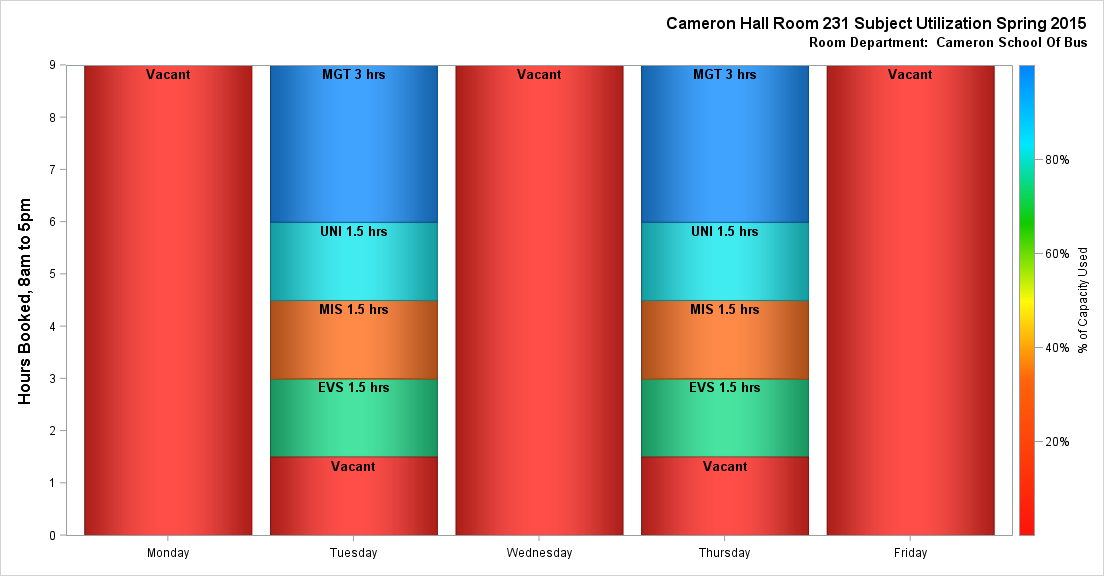 Cameron Hall Room 231 Subject Utilization Spring 2015
Room Department:  Cameron School Of Bus
Hours Booked, 8am to 5pm
9
8
7
6
5
4
3
2
1
0
Vacant
MGT 3 hrs
UNI 1.5 hrs
MIS 1.5 hrs
EVS 1.5 hrs
Vacant
Vacant
MGT 3 hrs
UNI 1.5 hrs
MIS 1.5 hrs
EVS 1.5 hrs
Vacant
Vacant
Monday
Tuesday
Wednesday
Thursday
Friday
80%
60%
40%
20%
% of Capacity Used